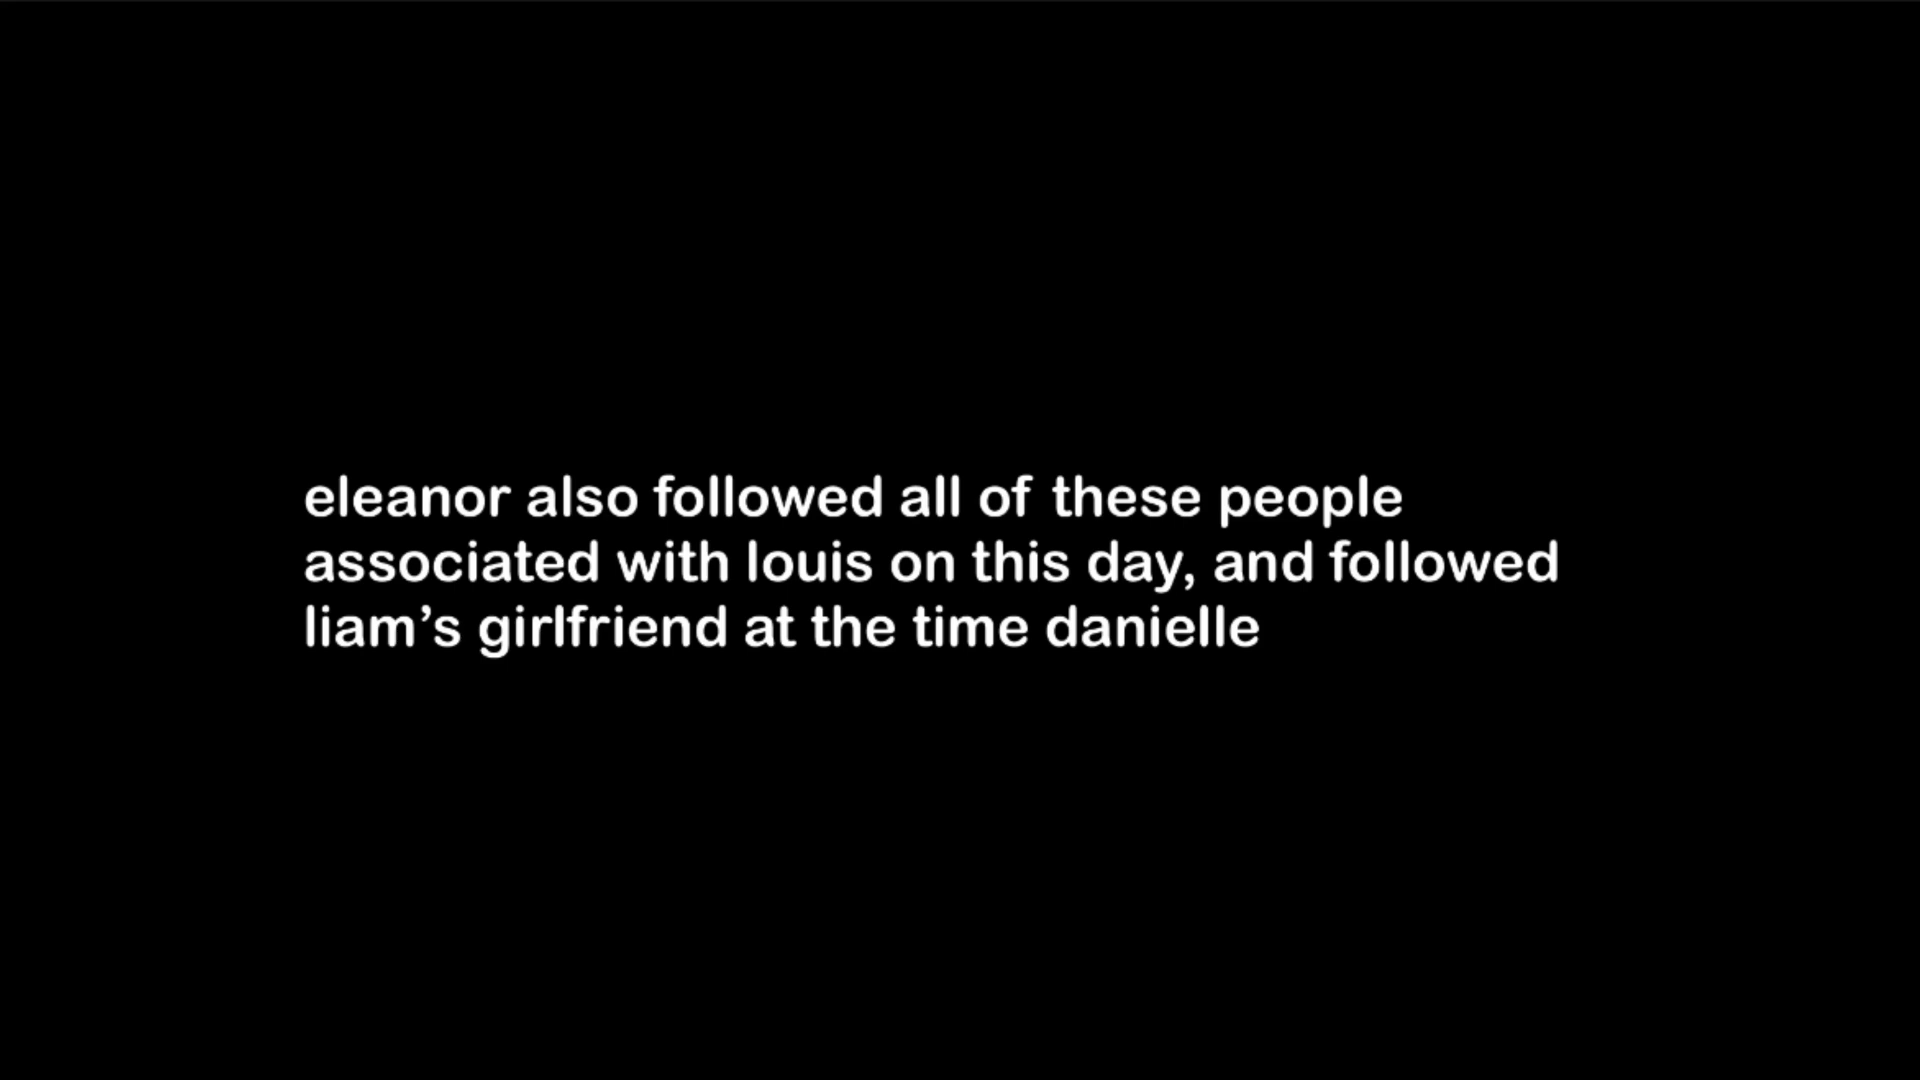 eleanor also followed all of these people
associated with louis on this day, and followed
liam’s girlfriend at the time danielle